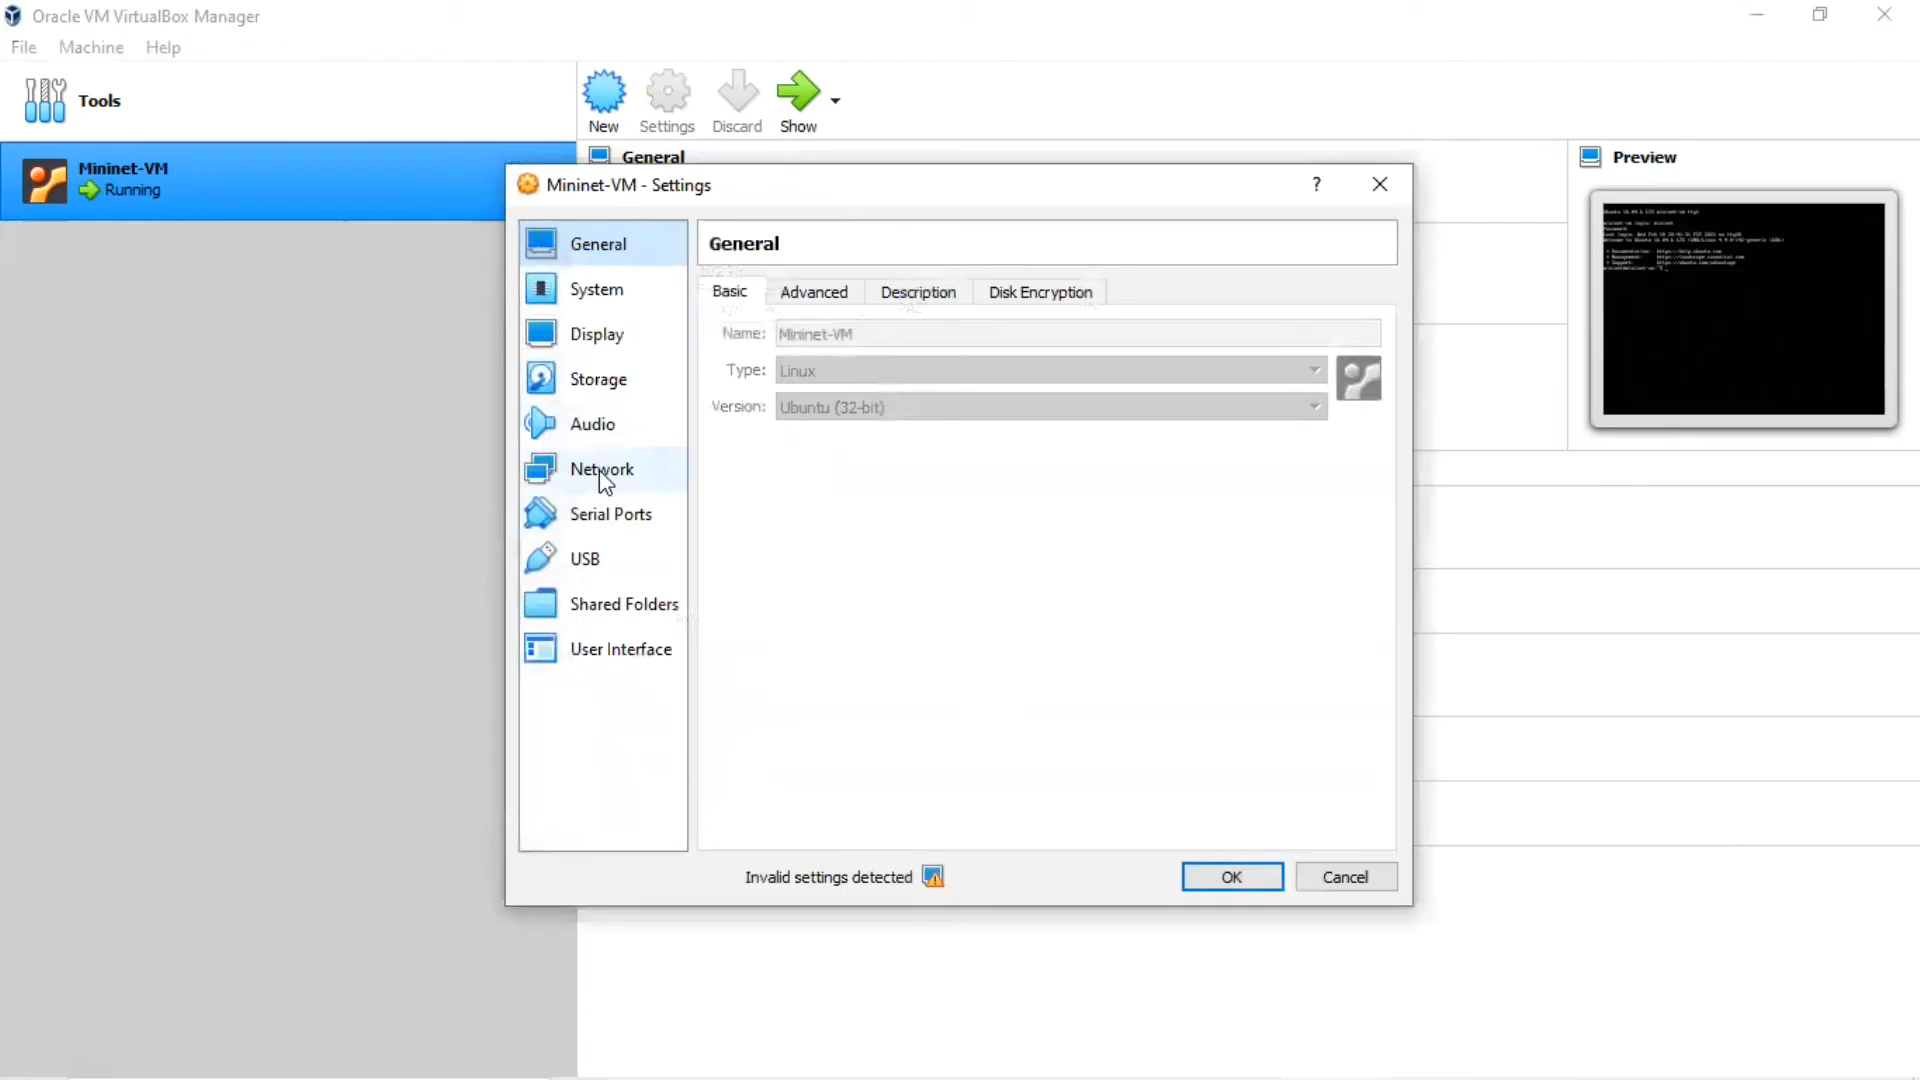 Oracle VM VirtualBox Manager
File Machine Help
Tools
New Settings Discard Show
Mininet-VM
Running
General
Preview
Mininet-VM - Settings
?
General
System
Display
Storage
Audio
Network
Serial Ports
USB
Shared Folders
User Interface
General
Basic Advanced Description Disk Encryption
Name: Mininet-VM
Type: Linux
Version: Ubuntu (32-bit)
Invalid settings detected
OK Cancel